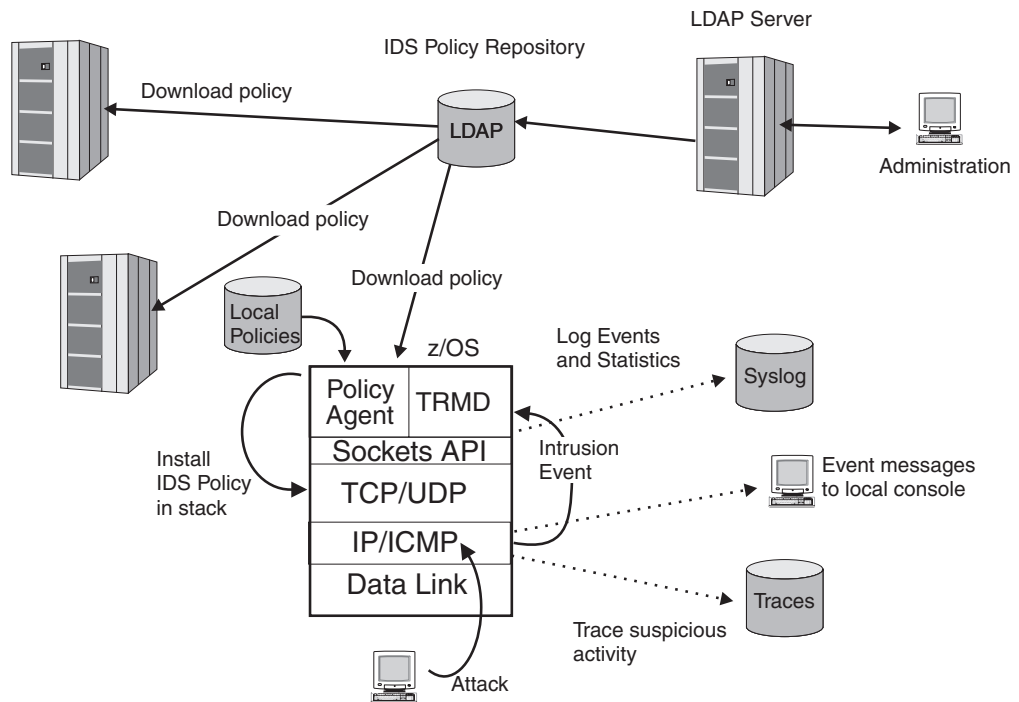 LDAP Server
IDS Policy Repository
Download policy
LDAP
Administration
Download policy
Download policy
Local
Policies
z/OS
Log Events
and Statistics
Syslog
Policy
Agent
TRMD
Sockets API
Intrusion
Event
Install
IDS Policy
in stack
TCP/UDP
Event messages
to local console
IP/ICMP
Data Link
Traces
Trace suspicious
activity
Attack